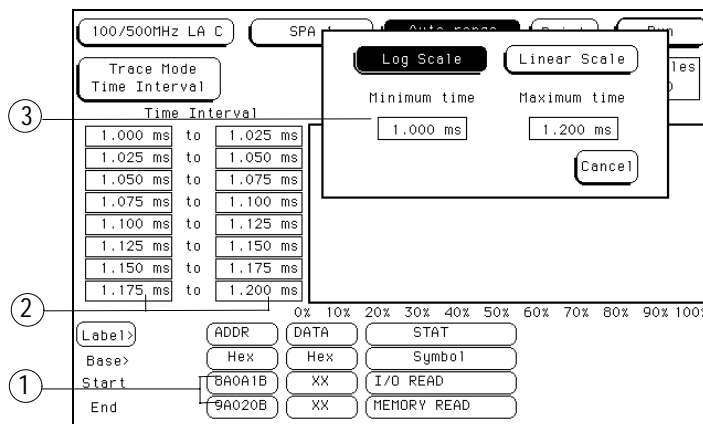 100/500MHz LA C SPA Auto range
Trace Mode
Time Interval
Log Scale Linear Scale
Minimum time Maximum time
1.000 ms 1.200 ms
Cancel
3
Time Interval
1.000 ms to 1.025 ms
1.025 ms to 1.050 ms
1.050 ms to 1.075 ms
1.075 ms to 1.100 ms
1.100 ms to 1.125 ms
1.125 ms to 1.150 ms
1.150 ms to 1.175 ms
1.175 ms to 1.200 ms
2
0% 10% 20% 30% 40% 50% 60% 70% 80% 90% 100%
Label> ADDR DATA STAT
Base> Hex Hex Symbol
1
Start 8A0A1B XX I/O READ
End 9A020B XX MEMORY READ